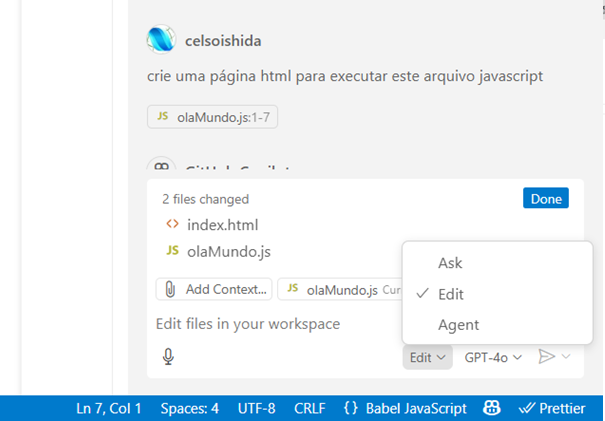 celsoishida
crie uma página html para executar este arquivo javascript
JS olaMundo.js:1-7
GitHub Copilot
2 files changed
Done
<> index.html
JS olaMundo.js
Add Context...
JS olaMundo.js Cur
Ask
Edit
Agent
Edit files in your workspace
Edit
GPT-4o
Ln 7, Col 1 Spaces: 4 UTF-8 CRLF {} Babel JavaScript Prettier